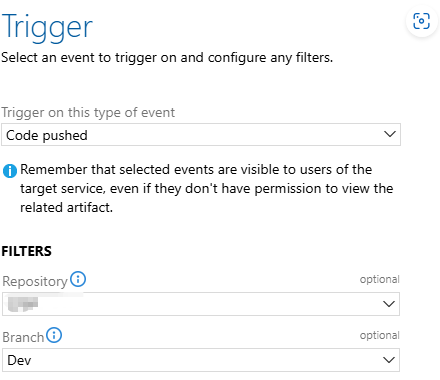 Trigger
Select an event to trigger on and configure any filters.
Trigger on this type of event
Code pushed
Remember that selected events are visible to users of the
target service, even if they don't have permission to view the
related artifact.
FILTERS
Repository optional
Branch optional
Dev